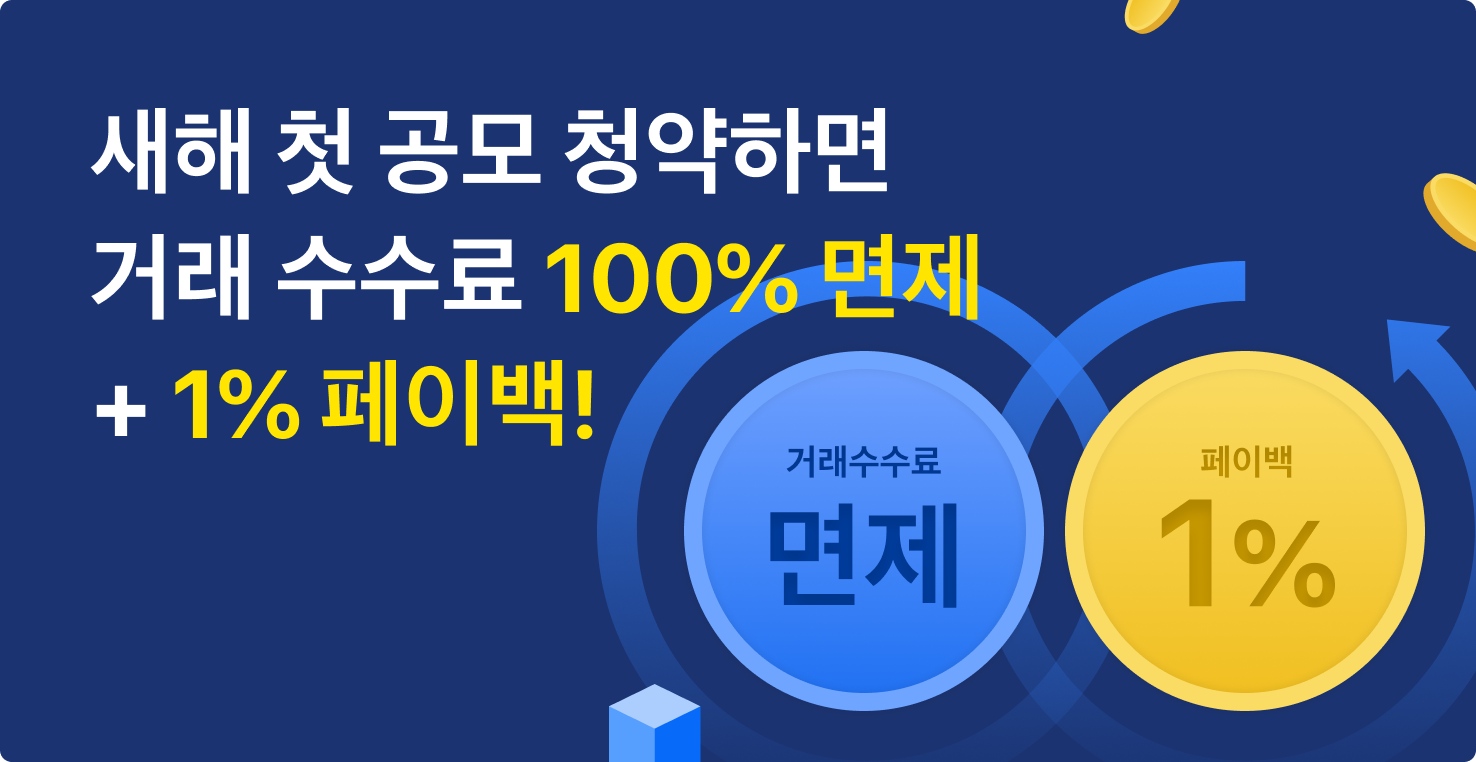 새해 첫 공모 청약하면
거래 수수료 100% 면제
+ 1% 페이백!
거래수수료
면제
페이백
1%